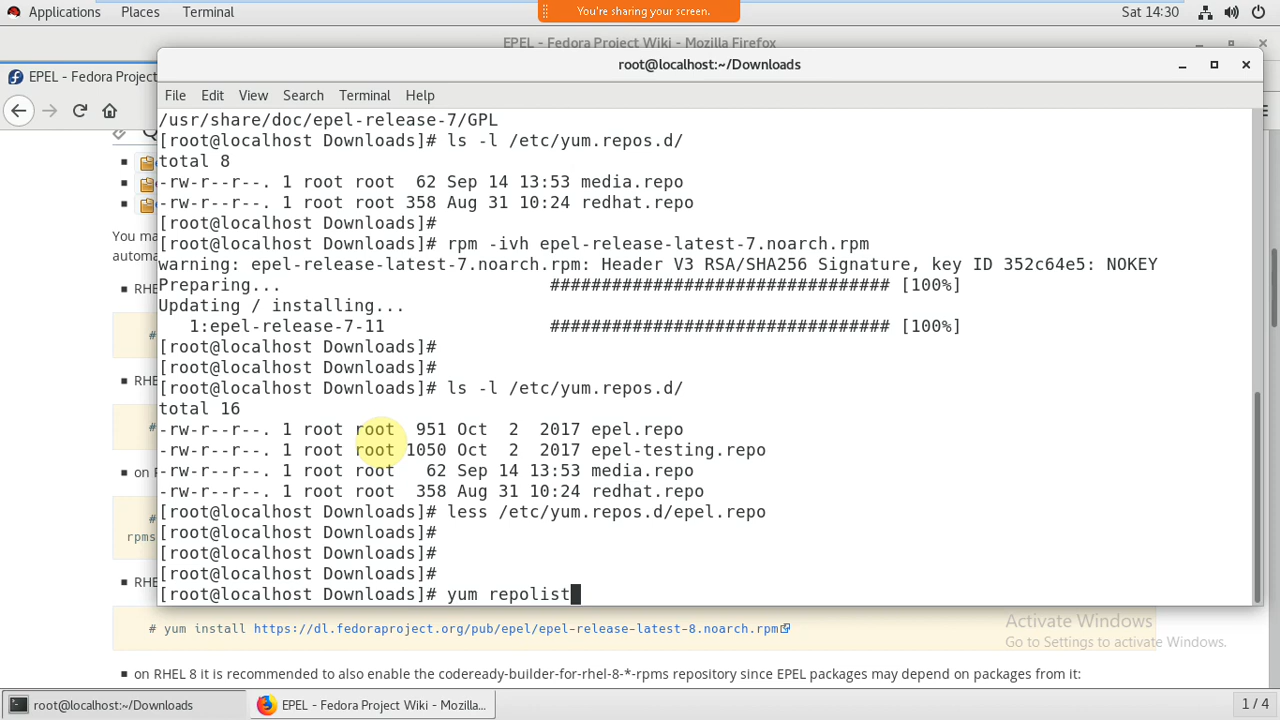 Applications Places Terminal
You're sharing your screen.
Sat 14:30
EPEL - Fedora Project Wiki - Mozilla Firefox
EPEL - Fedora Project
root@localhost:~/Downloads
File Edit View Search Terminal Help
/usr/share/doc/epel-release-7/GPL
[root@localhost Downloads]# ls -l /etc/yum.repos.d/
total 8
-rw-r--r--. 1 root root  62 Sep 14 13:53 media.repo
-rw-r--r--. 1 root root 358 Aug 31 10:24 redhat.repo
[root@localhost Downloads]#
[root@localhost Downloads]# rpm -ivh epel-release-latest-7.noarch.rpm
warning: epel-release-latest-7.noarch.rpm: Header V3 RSA/SHA256 Signature, key ID 352c64e5: NOKEY
Preparing...                          ################################# [100%]
Updating / installing...
   1:epel-release-7-11                ################################# [100%]
[root@localhost Downloads]#
[root@localhost Downloads]#
[root@localhost Downloads]# ls -l /etc/yum.repos.d/
total 16
-rw-r--r--. 1 root root  951 Oct  2  2017 epel.repo
-rw-r--r--. 1 root root 1050 Oct  2  2017 epel-testing.repo
-rw-r--r--. 1 root root   62 Sep 14 13:53 media.repo
-rw-r--r--. 1 root root  358 Aug 31 10:24 redhat.repo
[root@localhost Downloads]# less /etc/yum.repos.d/epel.repo
[root@localhost Downloads]#
[root@localhost Downloads]#
[root@localhost Downloads]#
[root@localhost Downloads]# yum repolist
You may
automa
RHE
#
RHE
#
on R
#
rpms
RHE
# yum install https://dl.fedoraproject.org/pub/epel/epel-release-latest-8.noarch.rpm
Activate Windows
Go to Settings to activate Windows.
on RHEL 8 it is recommended to also enable the codeready-builder-for-rhel-8-*-rpms repository since EPEL packages may depend on packages from it:
root@localhost:~/Downloads
EPEL - Fedora Project Wiki - Mozilla...
1 / 4